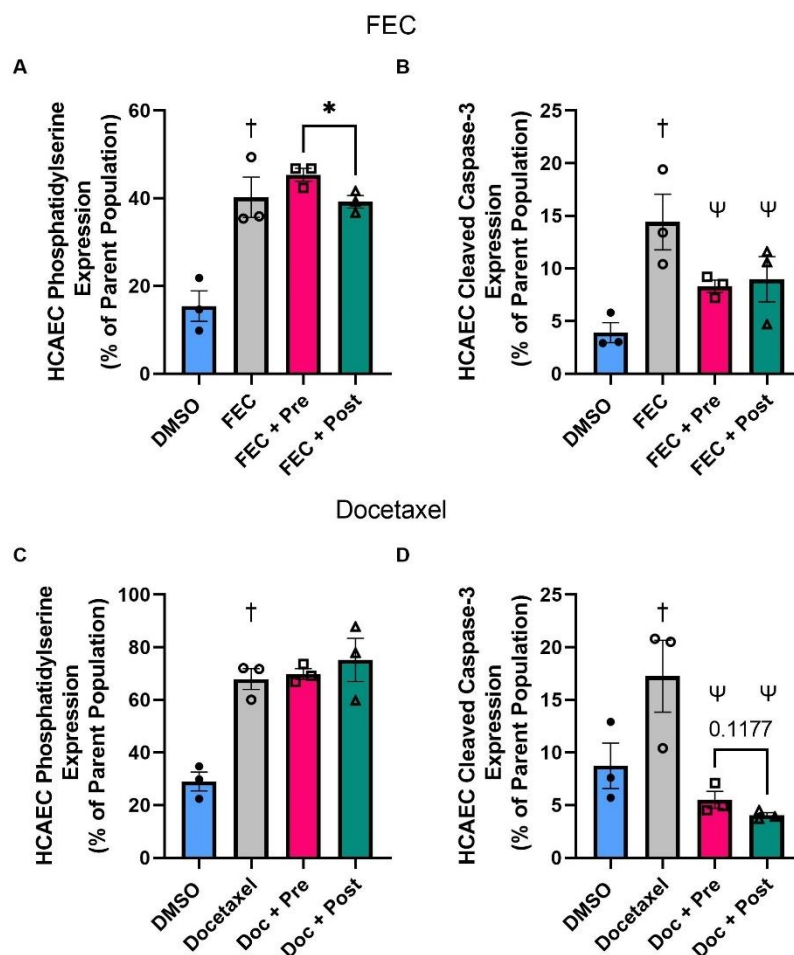 FEC
A
B
HCAEC Phosphatidylserine
Expression
(% of Parent Population)
60
40
20
0
†
*
DMSO
FEC
FEC + Pre
FEC + Post
HCAEC Cleaved Caspase-3
Expression
(% of Parent Population)
25
20
15
10
5
0
†
Ψ Ψ
DMSO
FEC
FEC + Pre
FEC + Post
Docetaxel
C
D
HCAEC Phosphatidylserine
Expression
(% of Parent Population)
100
80
60
40
20
0
†
DMSO
Docetaxel
Doc + Pre
Doc + Post
HCAEC Cleaved Caspase-3
Expression
(% of Parent Population)
25
20
15
10
5
0
†
Ψ Ψ
0.1177
DMSO
Docetaxel
Doc + Pre
Doc + Post